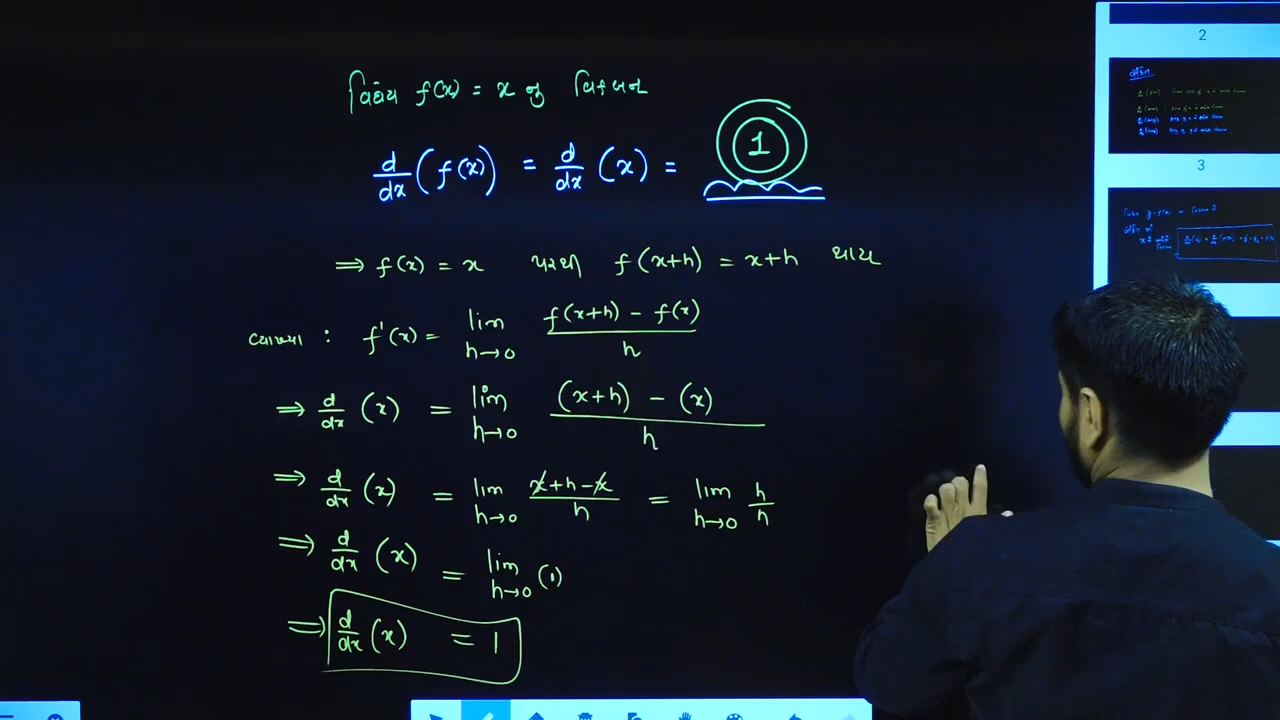 વિધેય f(x) = x નું વિકલન
d/dx (f(x)) = d/dx (x) = 1
⇒ f(x) = x પરથી f(x+h) = x+h થાય
વ્યાખ્યા : f'(x) = lim h→0 f(x+h) - f(x) / h
⇒ d/dx (x) = lim h→0 (x+h) - (x) / h
⇒ d/dx (x) = lim h→0 x+h-x / h = lim h→0 h/h
⇒ d/dx (x) = lim h→0 (1)
⇒ d/dx (x) = 1
2
3